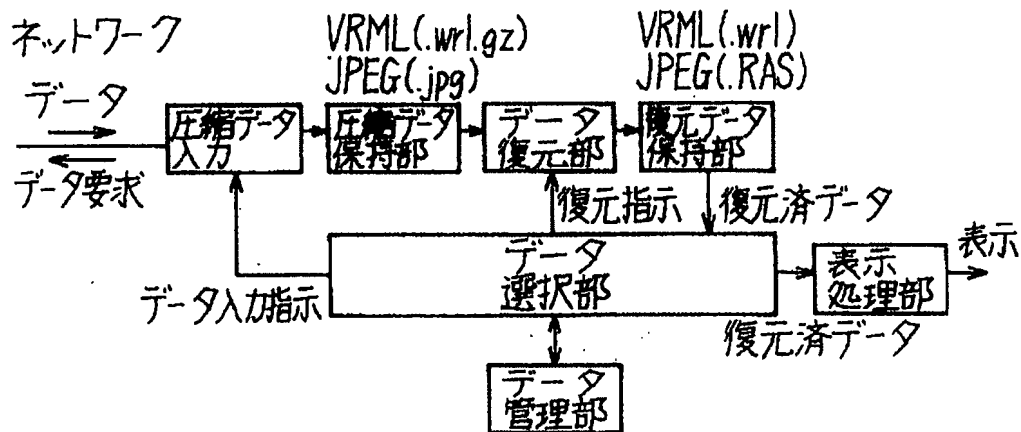 ネットワーク
VRML(.wrl.gz)
JPEG(.jpg)
VRML(.wrl)
JPEG(.RAS)
データ
圧縮データ
入力
圧縮データ
保持部
データ
復元部
復元データ
保持部
データ要求
復元指示
復元済データ
データ
選択部
表示
処理部
表示
データ入力指示
復元済データ
データ
管理部